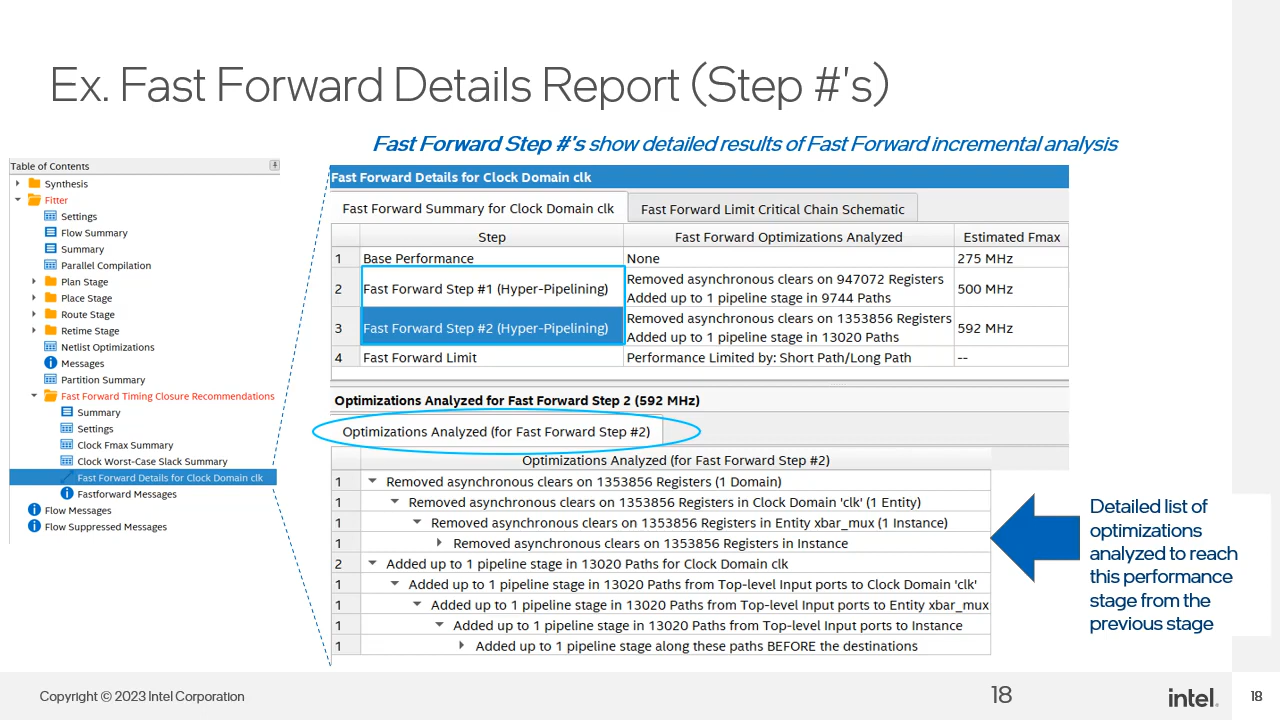 Ex. Fast Forward Details Report (Step #'s)
Fast Forward Step #'s show detailed results of Fast Forward incremental analysis
Table of Contents
Synthesis
Fitter
Settings
Flow Summary
Summary
Parallel Compilation
Plan Stage
Place Stage
Route Stage
Retime Stage
Netlist Optimizations
Messages
Partition Summary
Fast Forward Timing Closure Recommendations
Summary
Settings
Clock Fmax Summary
Clock Worst-Case Slack Summary
Fast Forward Details for Clock Domain clk
Fastforward Messages
Flow Messages
Flow Suppressed Messages
Fast Forward Details for Clock Domain clk
Fast Forward Summary for Clock Domain clk
Fast Forward Limit Critical Chain Schematic
Step Fast Forward Optimizations Analyzed Estimated Fmax
1 Base Performance None 275 MHz
2 Fast Forward Step #1 (Hyper-Pipelining) Removed asynchronous clears on 947072 Registers 500 MHz
Added up to 1 pipeline stage in 9744 Paths
3 Fast Forward Step #2 (Hyper-Pipelining) Removed asynchronous clears on 1353856 Registers 592 MHz
Added up to 1 pipeline stage in 13020 Paths
4 Fast Forward Limit Performance Limited by: Short Path/Long Path --
Optimizations Analyzed for Fast Forward Step 2 (592 MHz)
Optimizations Analyzed (for Fast Forward Step #2)
Optimizations Analyzed (for Fast Forward Step #2)
1 Removed asynchronous clears on 1353856 Registers (1 Domain)
1 Removed asynchronous clears on 1353856 Registers in Clock Domain 'clk' (1 Entity)
1 Removed asynchronous clears on 1353856 Registers in Entity xbar_mux (1 Instance)
1 Removed asynchronous clears on 1353856 Registers in Instance
2 Added up to 1 pipeline stage in 13020 Paths for Clock Domain clk
1 Added up to 1 pipeline stage in 13020 Paths from Top-level Input ports to Clock Domain 'clk'
1 Added up to 1 pipeline stage in 13020 Paths from Top-level Input ports to Entity xbar_mux
1 Added up to 1 pipeline stage in 13020 Paths from Top-level Input ports to Instance
1 Added up to 1 pipeline stage along these paths BEFORE the destinations
Detailed list of
optimizations
analyzed to reach
this performance
stage from the
previous stage
Copyright © 2023 Intel Corporation
18
intel.
18